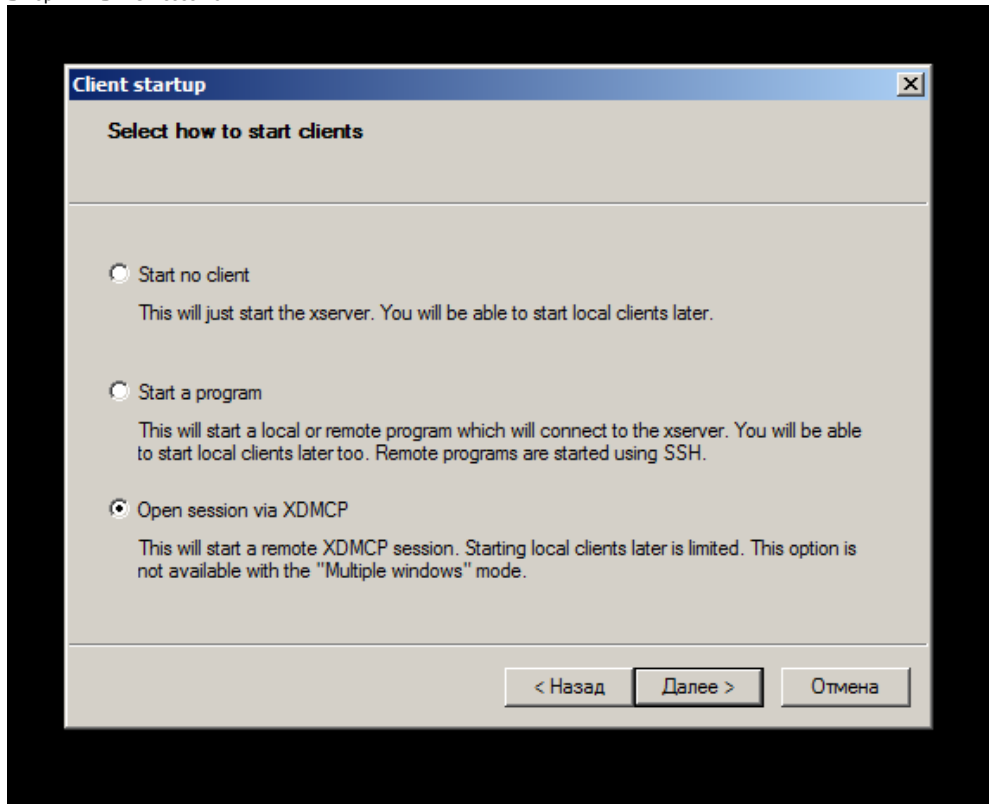 Client startup
Select how to start clients
Start no client
This will just start the xserver. You will be able to start local clients later.
Start a program
This will start a local or remote program which will connect to the xserver. You will be able
to start local clients later too. Remote programs are started using SSH.
Open session via XDMCP
This will start a remote XDMCP session. Starting local clients later is limited. This option is
not available with the "Multiple windows" mode.
< Назад Далее > Отмена